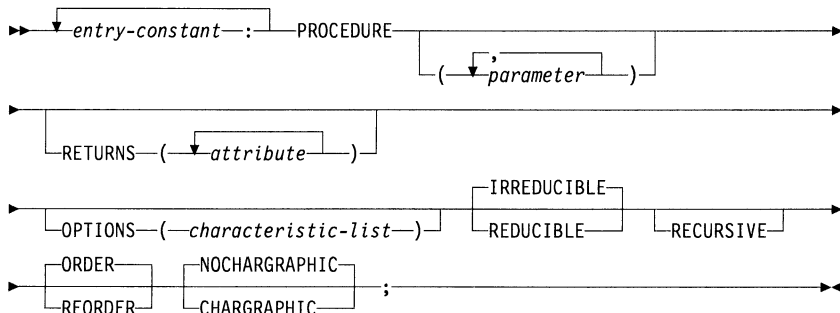 entry-constant : PROCEDURE
,
( parameter )
RETURNS ( attribute )
IRREDUCIBLE
OPTIONS ( characteristic-list ) REDUCIBLE RECURSIVE
ORDER NOCHARGRAPHIC
;
REORDER CHARGRAPHIC